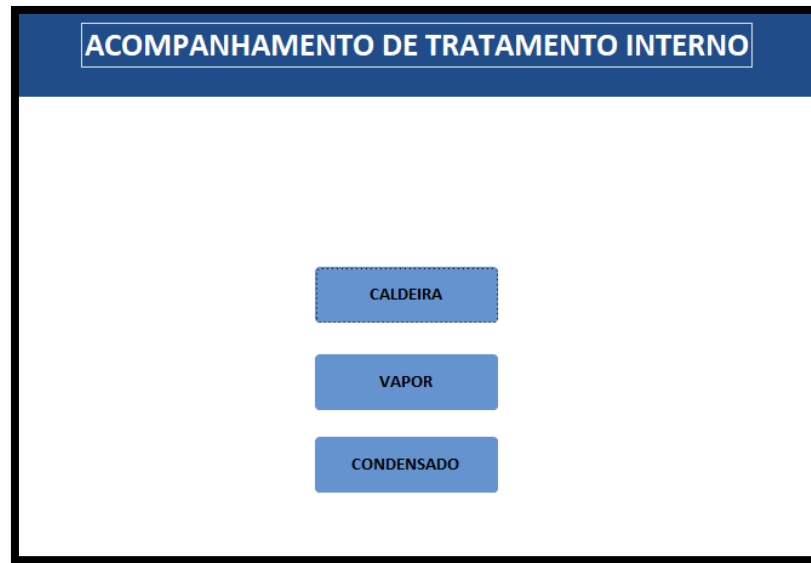 ACOMPANHAMENTO DE TRATAMENTO INTERNO
CALDEIRA
VAPOR
CONDENSADO